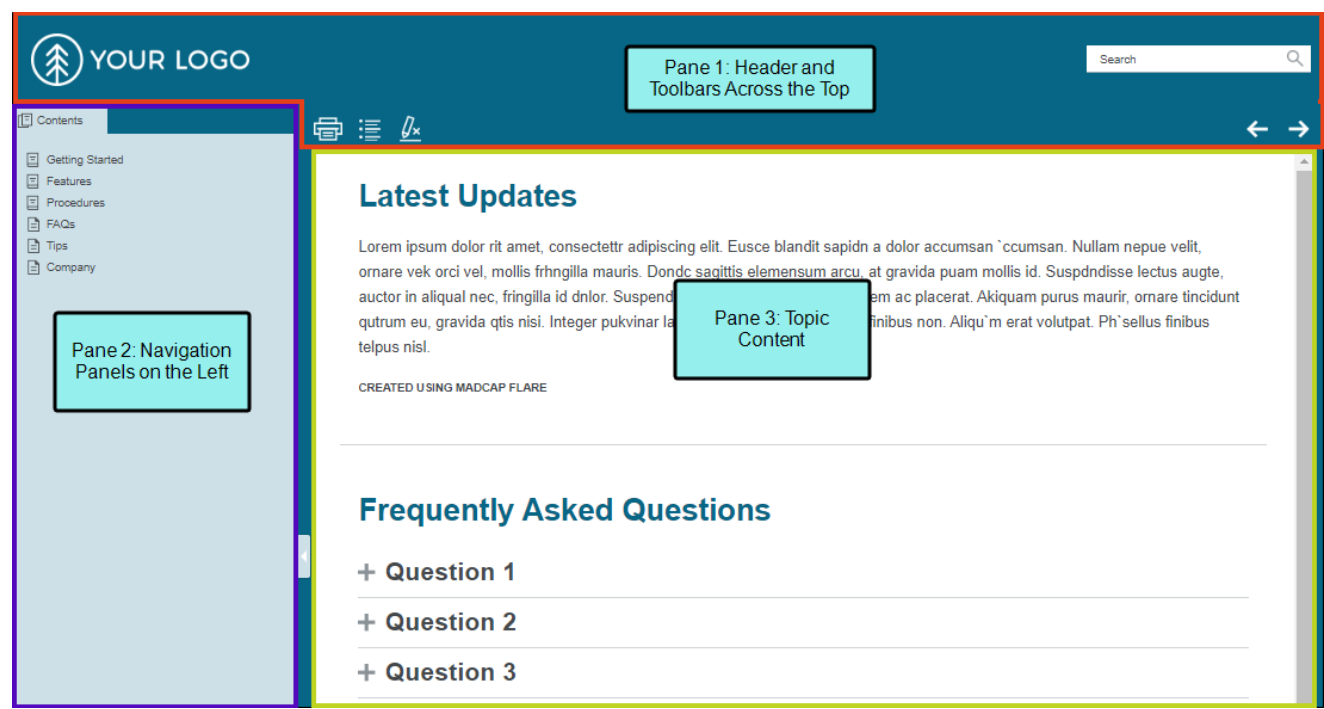 YOUR LOGO
Pane 1: Header and
Toolbars Across the Top
Search
Contents
Getting Started
Features
Procedures
FAQs
Tips
Company
Pane 2: Navigation
Panels on the Left
Latest Updates
Lorem ipsum dolor rit amet, consectettr adipiscing elit. Eusce blandit sapidn a dolor accumsan `ccumsan. Nullam nepue velit,
ornare vek orci vel, mollis frhngilla mauris. Dondc sagittis elemensum arcu, at gravida puam mollis id. Suspdndisse lectus augte,
auctor in aliqual nec, fringilla id dnlor. Suspend em ac placerat. Akiquam purus maurir, ornare tincidunt
qutrum eu, gravida qtis nisi. Integer pukvinar la finibus non. Aliqu`m erat volutpat. Ph`sellus finibus
telpus nisl.
Pane 3: Topic
Content
CREATED USING MADCAP FLARE
Frequently Asked Questions
Question 1
Question 2
Question 3